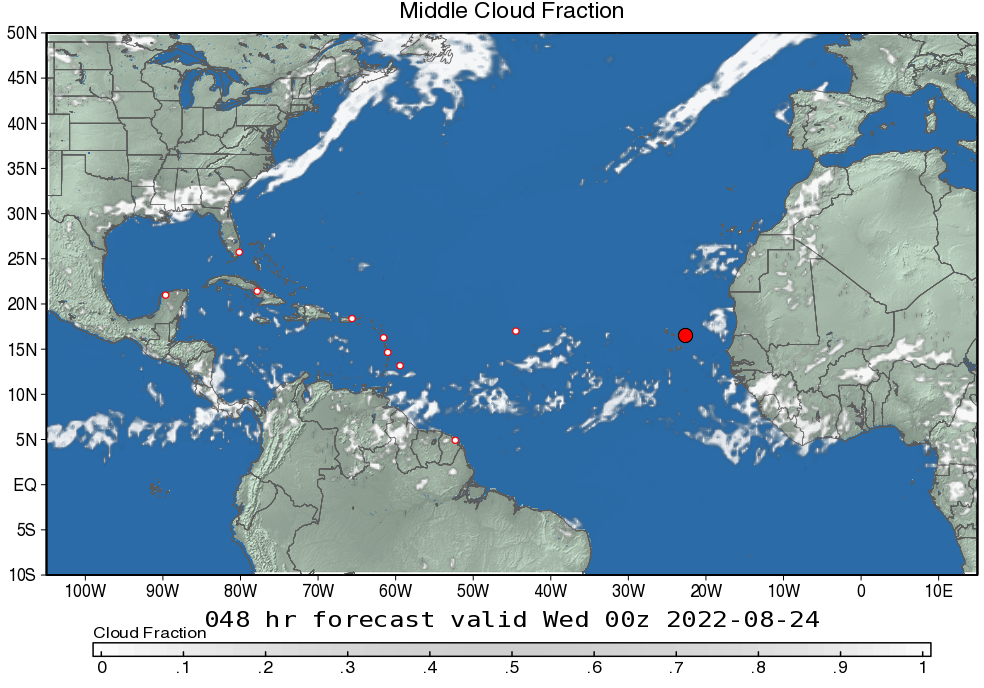 Middle Cloud Fraction
50N
45N
40N
35N
30N
25N
20N
15N
10N
5N
EQ
5S
10S
100W 90W 80W 70W 60W 50W 40W 30W 20W 10W 0 10E
048 hr forecast valid Wed 00z 2022-08-24
Cloud Fraction
0 .1 .2 .3 .4 .5 .6 .7 .8 .9 1